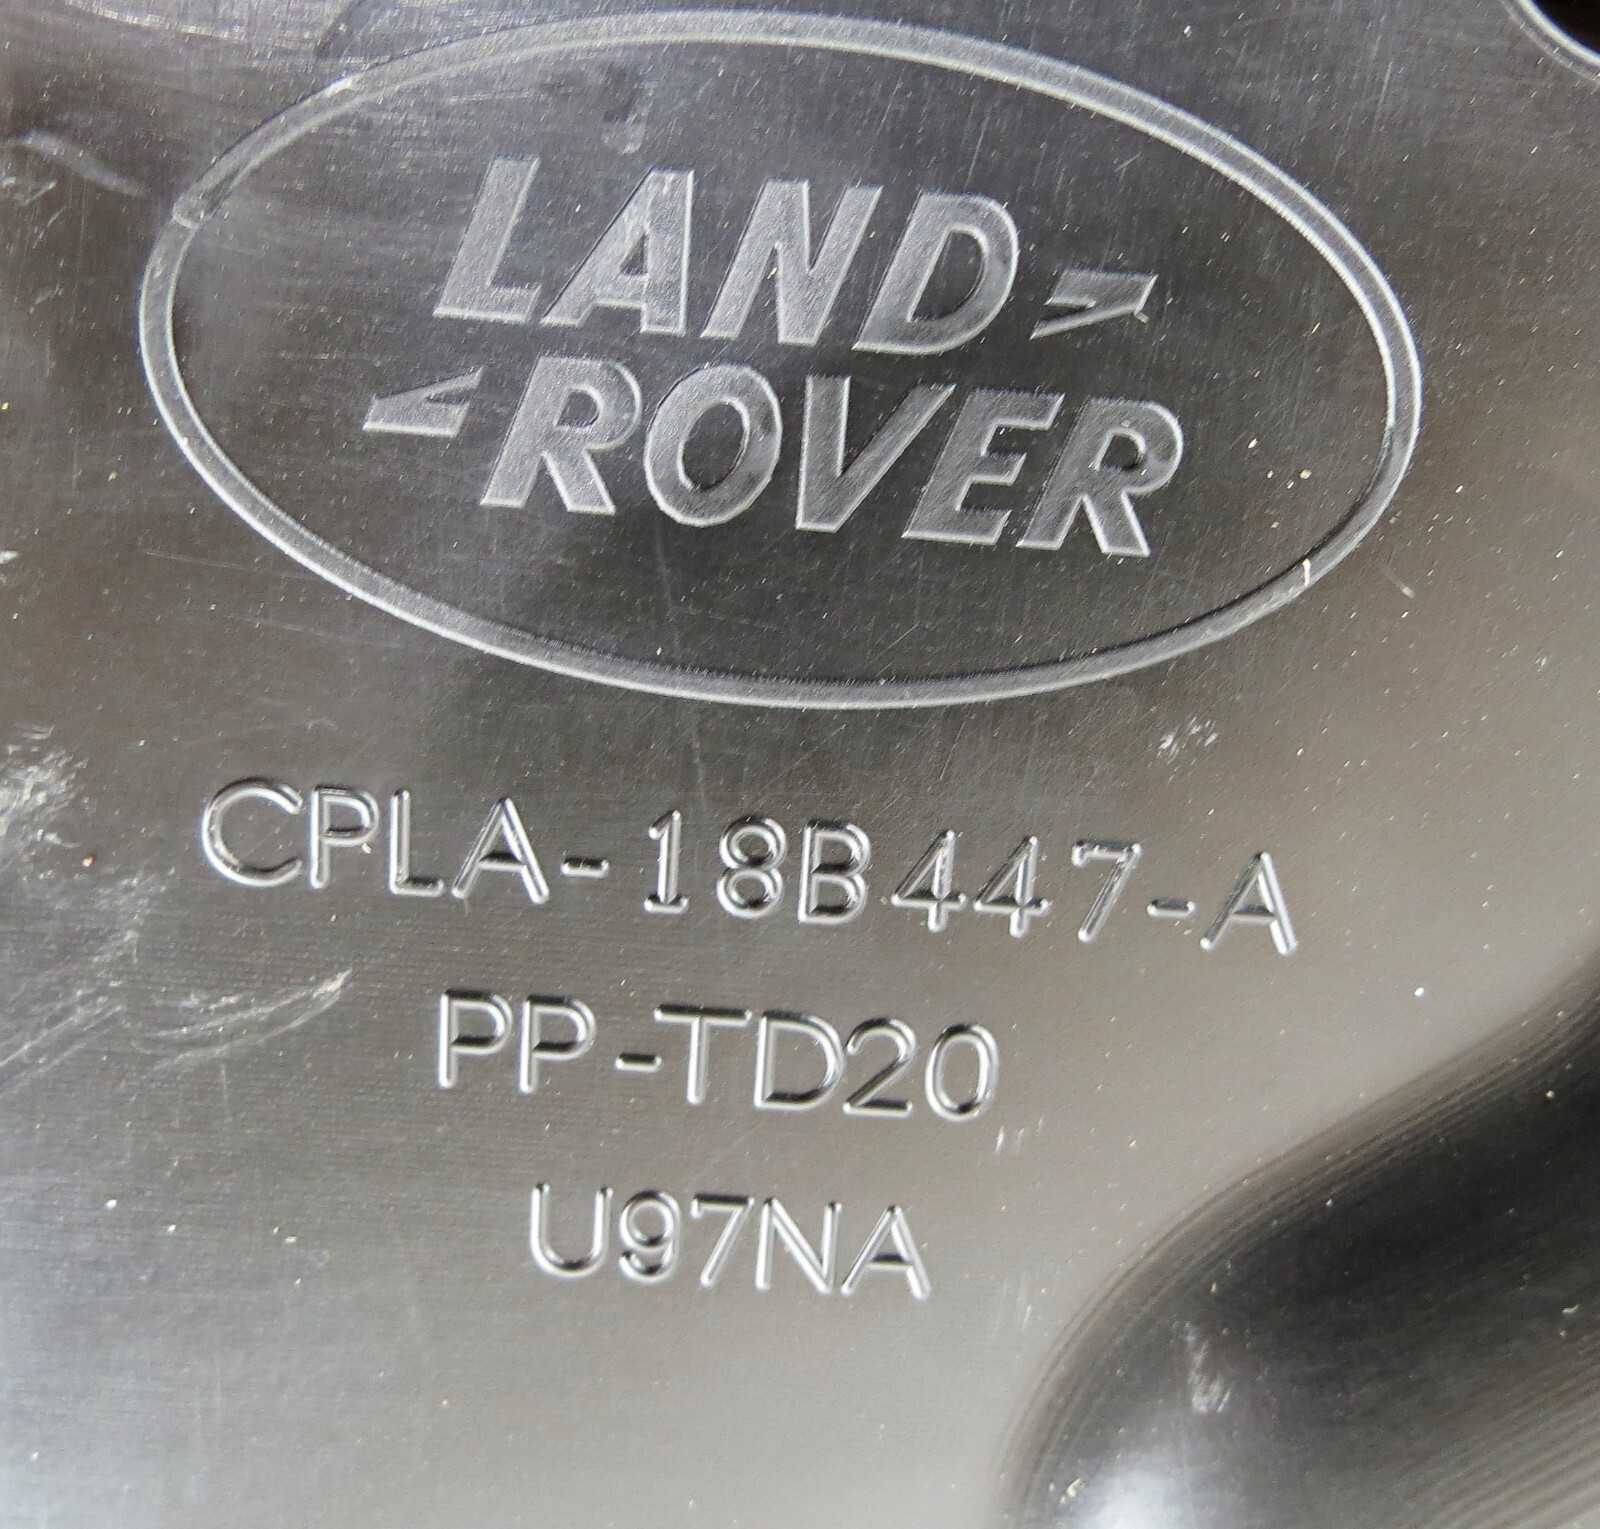 LAND
ROVER
CPLA-18B447-A
PP-TD20
U97NA